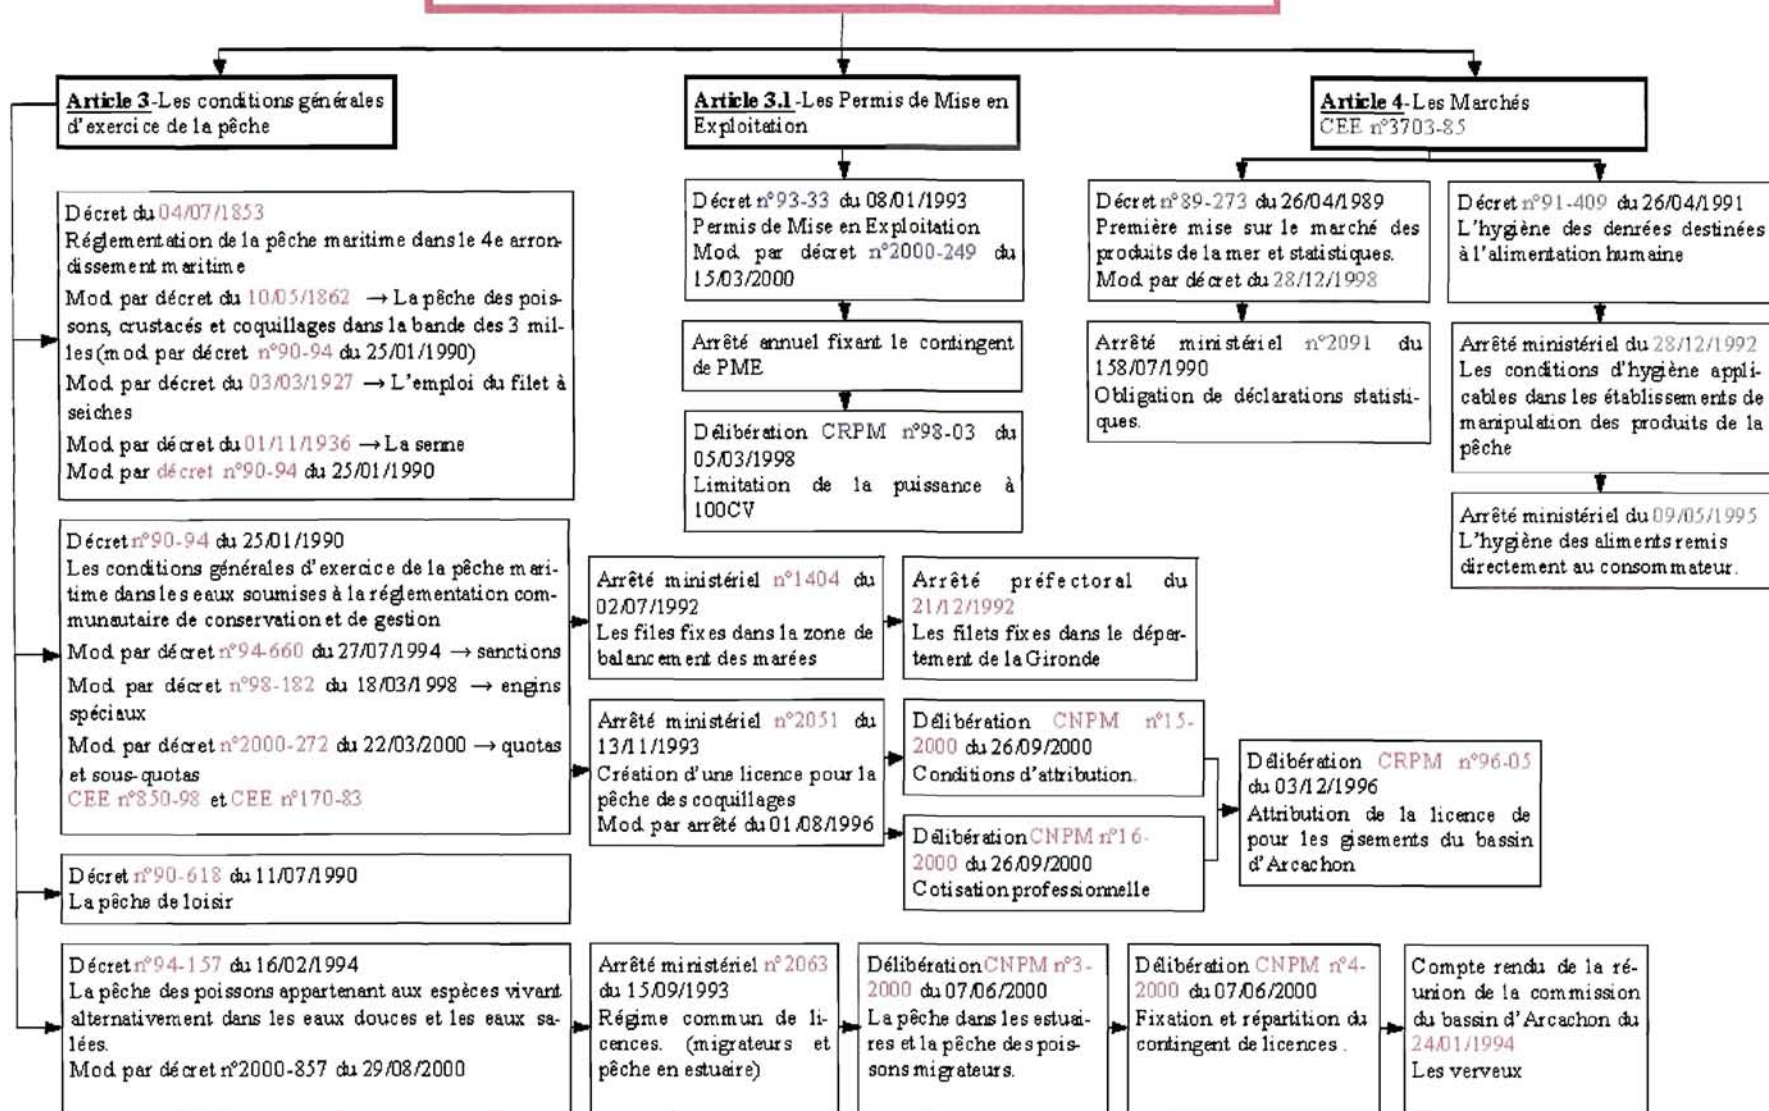 Article 3-Les conditions générales
d'exercice de la pêche
Article 3.1-Les Permis de Mise en
Exploitation
Article 4-Les Marchés
CEE n°3703-85
Décret du 04/07/1853
Réglementation de la pêche maritime dans le 4e arron-
dissement maritime
Mod par décret du 10/05/1862 → La pêche des pois-
sons, crustacés et coquillages dans la bande des 3 mil-
les(mod par décret n°90-94 du 25/01/1990)
Mod par décret du 03/03/1927 → L'emploi du filet à
seiches
Mod par décret du 01/11/1936 → La senne
Mod par décret n°90-94 du 25/01/1990
Décret n°93-33 du 08/01/1993
Permis de Mise en Exploitation
Mod par décret n°2000-249 du
15/03/2000
Arrêté annuel fixant le contingent
de PME
Délibération CRPM n°98-03 du
05/03/1998
Limitation de la puissance à
100CV
Décret n°89-273 du 26/04/1989
Première mise sur le marché des
produits de la mer et statistiques.
Mod par décret du 28/12/1998
Arrêté ministériel n°2091 du
158/07/1990
Obligation de déclarations statisti-
ques.
Décret n°91-409 du 26/04/1991
L'hygiène des denrées destinées
à l'alimentation humaine
Arrêté ministériel du 28/12/1992
Les conditions d'hygiène appli-
cables dans les établissements de
manipulation des produits de la
pêche
Arrêté ministériel du 09/05/1995
L'hygiène des aliments remis
directement au consommateur.
Décret n°90-94 du 25/01/1990
Les conditions générales d'exercice de la pêche mari-
time dans les eaux soumises à la réglementation com-
munautaire de conservation et de gestion
Mod par décret n°94-660 du 27/07/1994 → sanctions
Mod par décret n°98-182 du 18/03/1998 → engins
spéciaux
Mod par décret n°2000-272 du 22/03/2000 → quotas
et sous-quotas
CEE n°850-98 et CEE n°170-83
Arrêté ministériel n°1404 du
02/07/1992
Les files fixes dans la zone de
balancement des marées
Arrêté préfectoral du
21/12/1992
Les filets fixes dans le dépar-
tement de la Gironde
Arrêté ministériel n°2051 du
13/11/1993
Création d'une licence pour la
pêche des coquillages
Mod par arrêté du 01/08/1996
Délibération CNPM n°15-
2000 du 26/09/2000
Conditions d'attribution.
Délibération CNPM n°16-
2000 du 26/09/2000
Cotisation professionnelle
Délibération CRPM n°96-05
du 03/12/1996
Attribution de la licence de
pour les gisements du bassin
d'Arcachon
Décret n°90-618 du 11/07/1990
La pêche de loisir
Décret n°94-157 du 16/02/1994
La pêche des poissons appartenant aux espèces vivant
alternativement dans les eaux douces et les eaux sa-
lées.
Mod par décret n°2000-857 du 29/08/2000
Arrêté ministériel n°2063
du 15/09/1993
Régime commun de li-
cences. (migrateurs et
pêche en estuaire)
Délibération CNPM n°3-
2000 du 07/06/2000
La pêche dans les estuai-
res et la pêche des pois-
sons migrateurs.
Délibération CNPM n°4-
2000 du 07/06/2000
Fixation et répartition du
contingent de licences .
Compte rendu de la ré-
union de la commission
du bassin d'Arcachon du
24/01/1994
Les verveux